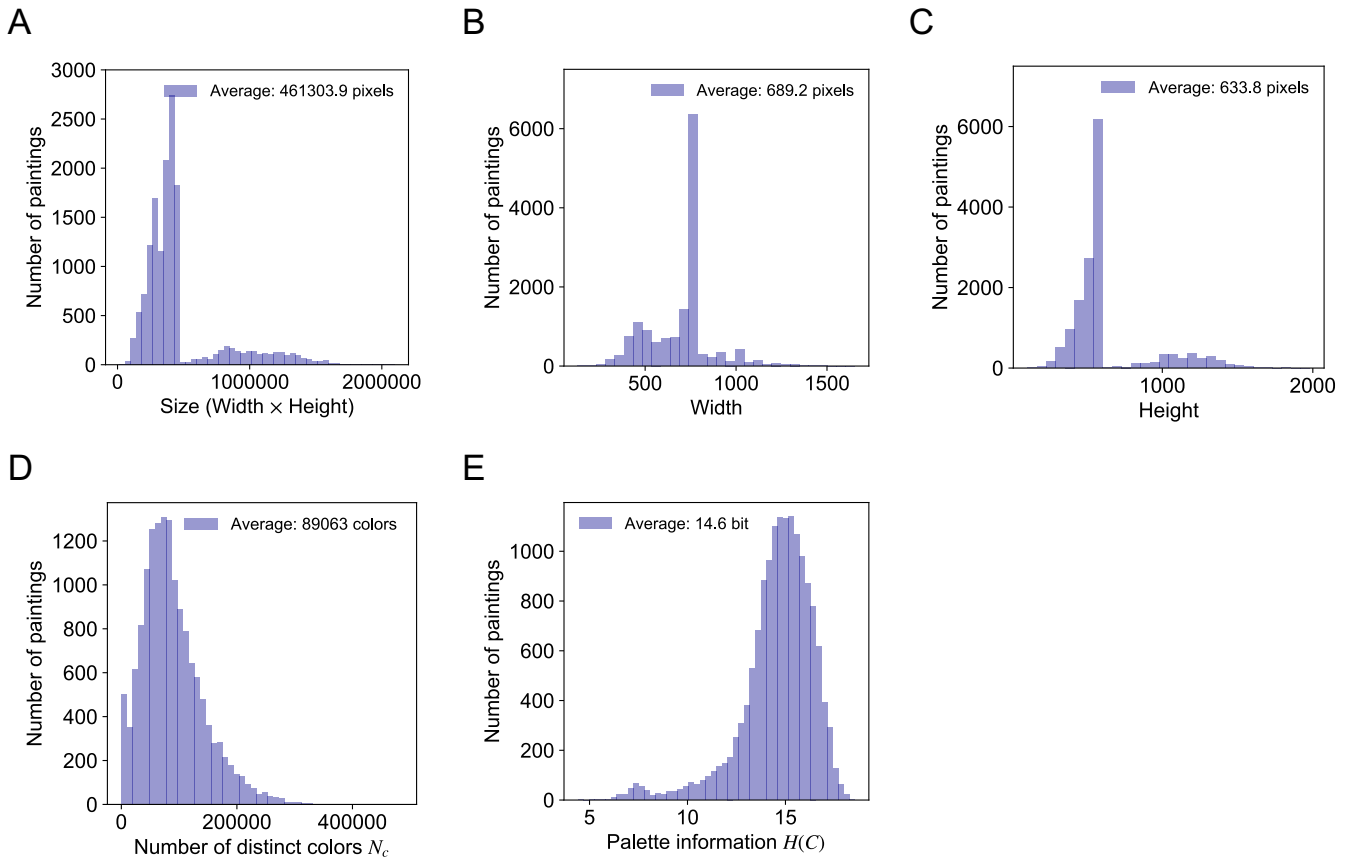 A
Number of paintings
3000
2500
2000
1500
1000
500
0
Average: 461303.9 pixels
0
1000000
2000000
Size (Width × Height)
B
Number of paintings
6000
4000
2000
0
Average: 689.2 pixels
500
1000
1500
Width
C
Number of paintings
6000
4000
2000
0
Average: 633.8 pixels
1000
2000
Height
D
Number of paintings
1200
1000
800
600
400
200
0
Average: 89063 colors
0
200000
400000
Number of distinct colors N_c
E
Number of paintings
1000
800
600
400
200
0
Average: 14.6 bit
5
10
15
Palette information H(C)